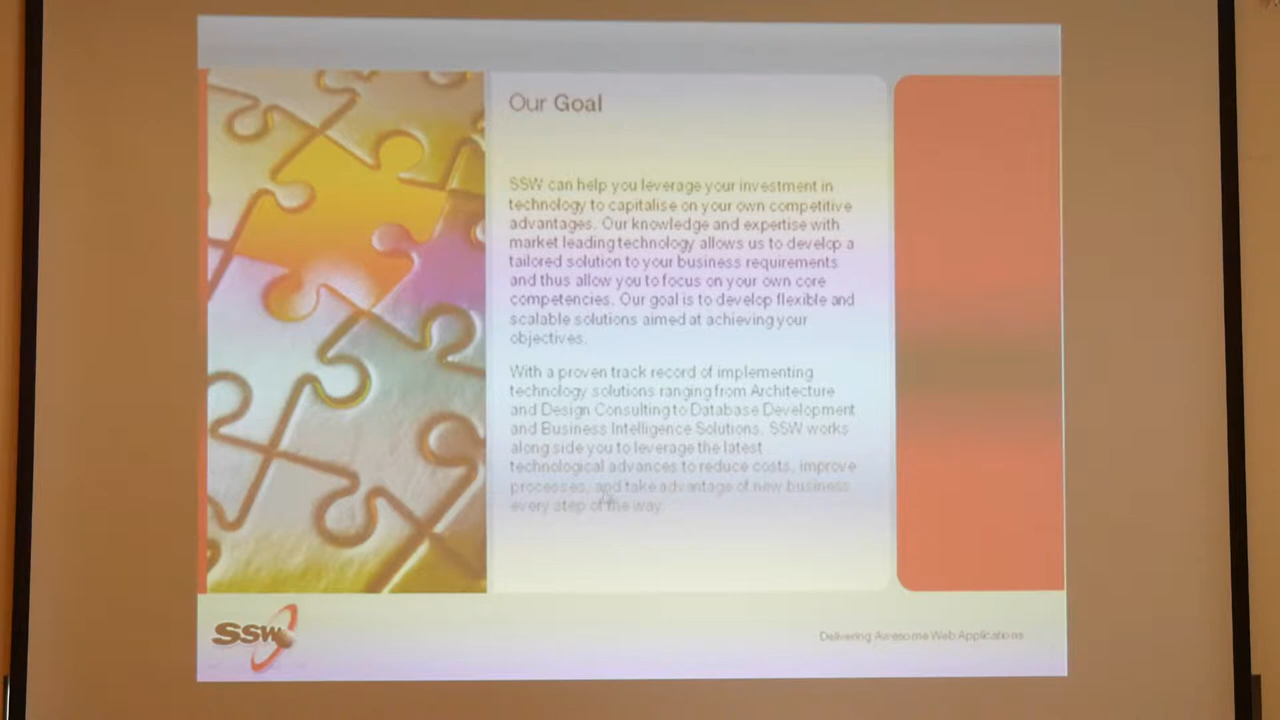 Our Goal
SSW can help you leverage your investment in
technology to capitalise on your own competitive
advantages. Our knowledge and expertise with
market leading technology allows us to develop a
tailored solution to your business requirements
and thus allow you to focus on your own core
competencies. Our goal is to develop flexible and
scalable solutions aimed at achieving your
objectives.
With a proven track record of implementing
technology solutions ranging from Architecture
and Design Consulting to Database Development
and Business Intelligence Solutions, SSW works
along side you to leverage the latest
technological advances to reduce costs, improve
processes, and take advantage of new business
every step of the way.
SSW
Delivering Awesome Web Applications